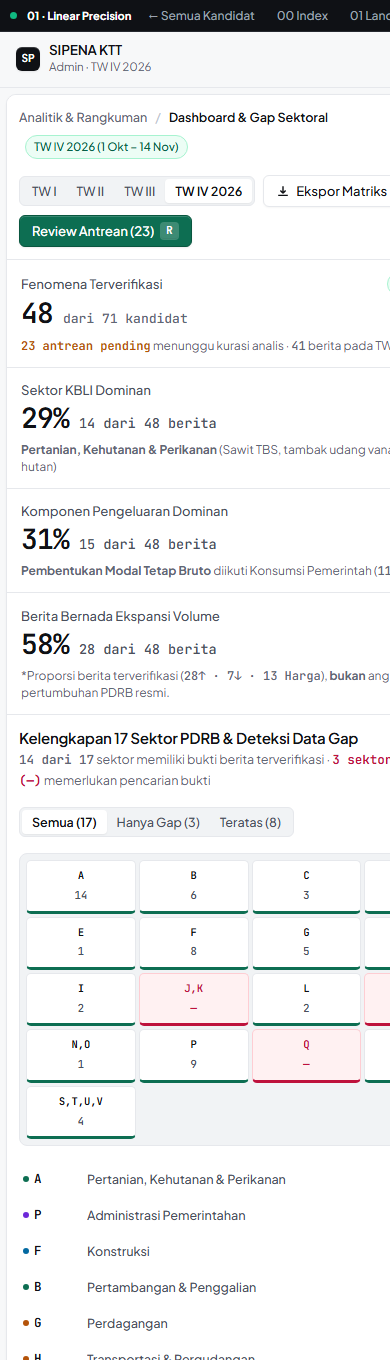 01 · Linear Precision ← Semua Kandidat 00 Index 01 Land
SP SIPENA KTT
Admin · TW IV 2026
Analitik & Rangkuman / Dashboard & Gap Sektoral
TW IV 2026 (1 Okt – 14 Nov)
TW I TW II TW III TW IV 2026 Ekspor Matriks
Review Antrean (23) R
Fenomena Terverifikasi
48 dari 71 kandidat
23 antrean pending menunggu kurasi analis · 41 berita pada TW
Sektor KBLI Dominan
29% 14 dari 48 berita
Pertanian, Kehutanan & Perikanan (Sawit TBS, tambak udang vana
hutan)
Komponen Pengeluaran Dominan
31% 15 dari 48 berita
Pembentukan Modal Tetap Bruto diikuti Konsumsi Pemerintah (11
Berita Bernada Ekspansi Volume
58% 28 dari 48 berita
*Proporsi berita terverifikasi (28↑ · 7↓ · 13 Harga), bukan ang
pertumbuhan PDRB resmi.
Kelengkapan 17 Sektor PDRB & Deteksi Data Gap
14 dari 17 sektor memiliki bukti berita terverifikasi · 3 sektor
(—) memerlukan pencarian bukti
Semua (17) Hanya Gap (3) Teratas (8)
A B C
14 6 3
E F G
1 8 5
I J,K L
2 — 2
N,O P Q
1 9 —
S,T,U,V
4
A Pertanian, Kehutanan & Perikanan
P Administrasi Pemerintahan
F Konstruksi
B Pertambangan & Penggalian
G Perdagangan
H Transportasi & Pergudangan